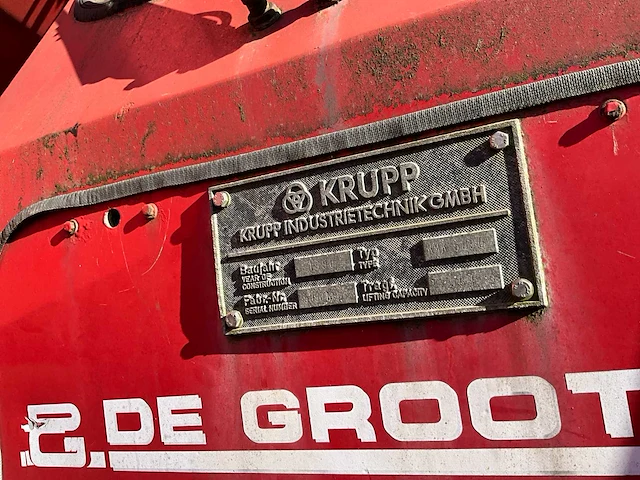 KRUPP
KRUPP INDUSTRIETECHNIK GMBH
Baujahr Typ
YEAR OF CONSTRUCTION TYPE
Fabr.-Nr. Tragf.
SERIAL NUMBER LIFTING CAPACITY
DE GROOT